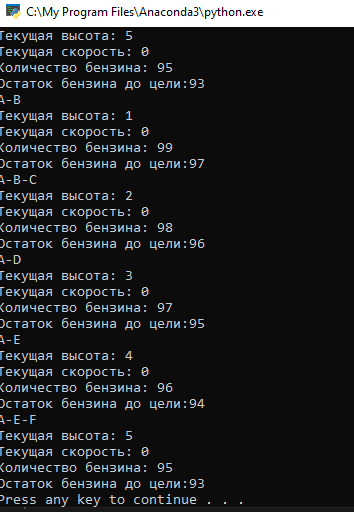 C:\My Program Files\Anaconda3\python.exe
Текущая высота: 5
Текущая скорость: 0
Количество бензина: 95
Остаток бензина до цели:93
A-B
Текущая высота: 1
Текущая скорость: 0
Количество бензина: 99
Остаток бензина до цели:97
A-B-C
Текущая высота: 2
Текущая скорость: 0
Количество бензина: 98
Остаток бензина до цели:96
A-D
Текущая высота: 3
Текущая скорость: 0
Количество бензина: 97
Остаток бензина до цели:95
A-E
Текущая высота: 4
Текущая скорость: 0
Количество бензина: 96
Остаток бензина до цели:94
A-E-F
Текущая высота: 5
Текущая скорость: 0
Количество бензина: 95
Остаток бензина до цели:93
Press any key to continue . . .